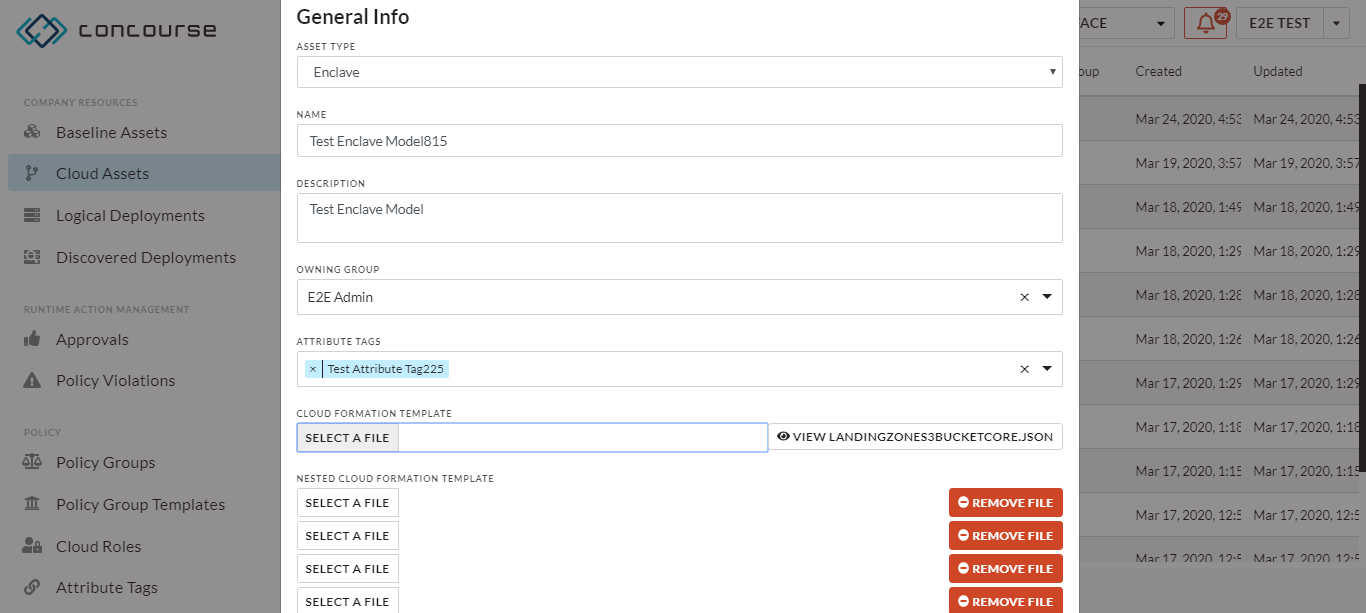 concourse
COMPANY RESOURCES
Baseline Assets
Cloud Assets
Logical Deployments
Discovered Deployments
RUNTIME ACTION MANAGEMENT
Approvals
Policy Violations
POLICY
Policy Groups
Policy Group Templates
Cloud Roles
Attribute Tags
General Info
ASSET TYPE
Enclave
NAME
Test Enclave Model815
DESCRIPTION
Test Enclave Model
OWNING GROUP
E2E Admin
ATTRIBUTE TAGS
× Test Attribute Tag225
CLOUD FORMATION TEMPLATE
SELECT A FILE VIEW LANDINGZONES3BUCKETCORE.JSON
NESTED CLOUD FORMATION TEMPLATE
SELECT A FILE REMOVE FILE
SELECT A FILE REMOVE FILE
SELECT A FILE REMOVE FILE
SELECT A FILE REMOVE FILE
29 E2E TEST
Created Updated
Mar 24, 2020, 4:53 Mar 24, 2020, 4:53
Mar 19, 2020, 3:57 Mar 19, 2020, 3:57
Mar 18, 2020, 1:49 Mar 18, 2020, 1:49
Mar 18, 2020, 1:29 Mar 18, 2020, 1:29
Mar 18, 2020, 1:28 Mar 18, 2020, 1:28
Mar 18, 2020, 1:26 Mar 18, 2020, 1:26
Mar 17, 2020, 1:29 Mar 17, 2020, 1:29
Mar 17, 2020, 1:18 Mar 17, 2020, 1:18
Mar 17, 2020, 1:15 Mar 17, 2020, 1:15
Mar 17, 2020, 12:5 Mar 17, 2020, 12:5
Mar 17, 2020, 12:5 Mar 17, 2020, 12:5